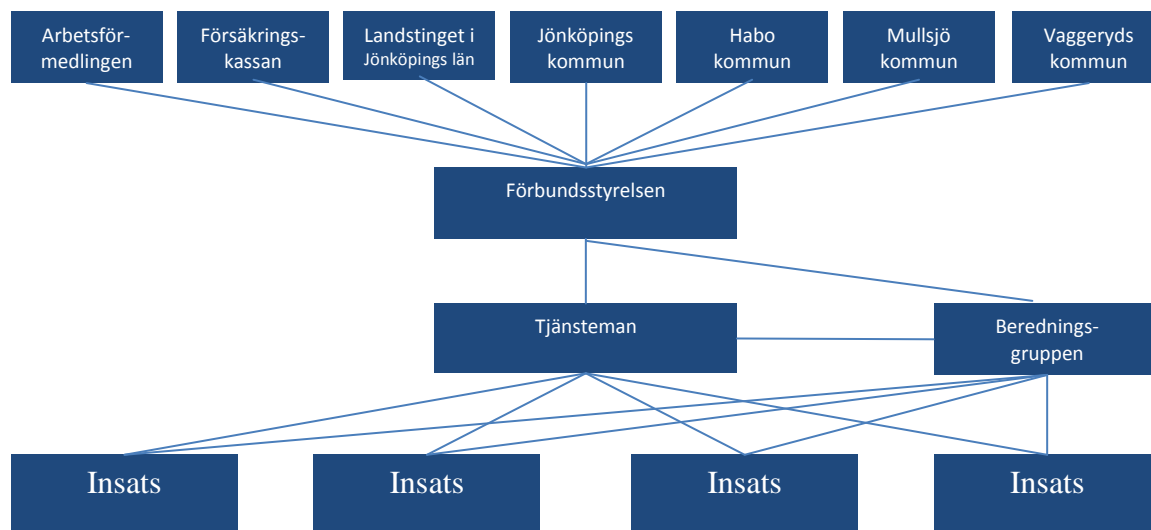 Arbetsför-
medlingen
Försäkrings-
kassan
Landstinget i
Jönköpings län
Jönköpings
kommun
Habo
kommun
Mullsjö
kommun
Vaggeryds
kommun
Förbundsstyrelsen
Tjänsteman
Berednings-
gruppen
Insats
Insats
Insats
Insats